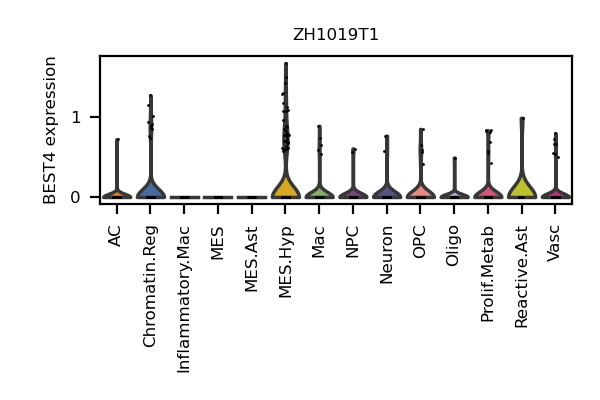 ZH1019T1
BEST4 expression
1
0
AC
Chromatin.Reg
Inflammatory.Mac
MES
MES.Ast
MES.Hyp
Mac
NPC
Neuron
OPC
Oligo
Prolif.Metab
Reactive.Ast
Vasc